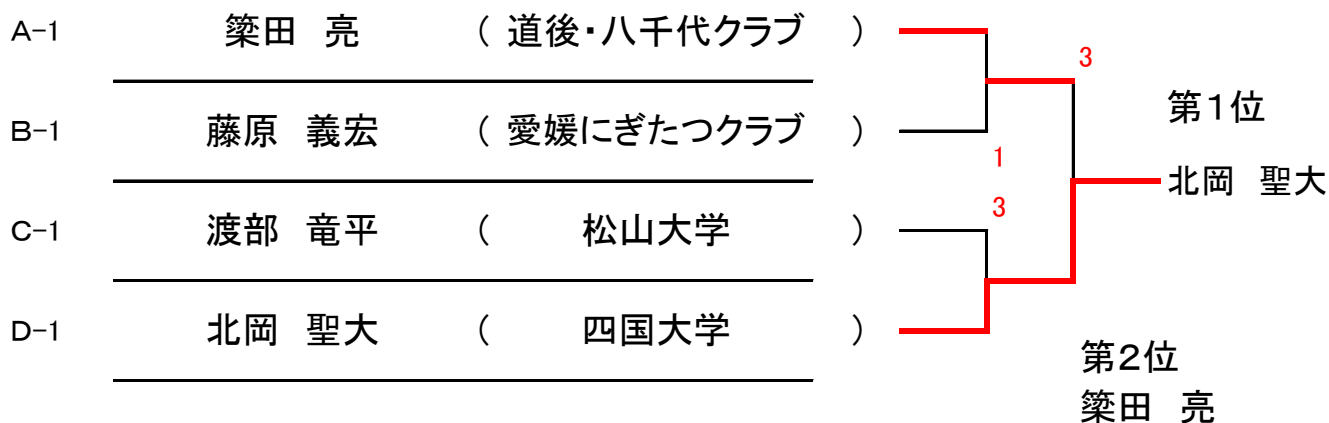 A-1 簗田 亮 ( 道後・八千代クラブ )
3
第1位
B-1 藤原 義宏 ( 愛媛にぎたつクラブ )
1
北岡 聖大
3
C-1 渡部 竜平 ( 松山大学 )
D-1 北岡 聖大 ( 四国大学 )
第2位
簗田 亮